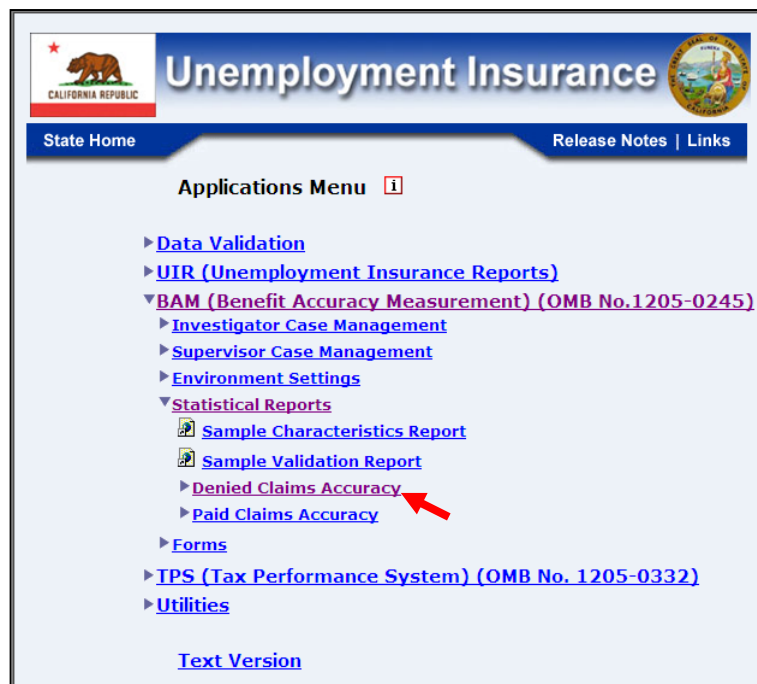 CALIFORNIA REPUBLIC
Unemployment Insurance
State Home
Release Notes | Links
Applications Menu i
Data Validation
UIR (Unemployment Insurance Reports)
BAM (Benefit Accuracy Measurement) (OMB No.1205-0245)
Investigator Case Management
Supervisor Case Management
Environment Settings
Statistical Reports
Sample Characteristics Report
Sample Validation Report
Denied Claims Accuracy
Paid Claims Accuracy
Forms
TPS (Tax Performance System) (OMB No. 1205-0332)
Utilities
Text Version